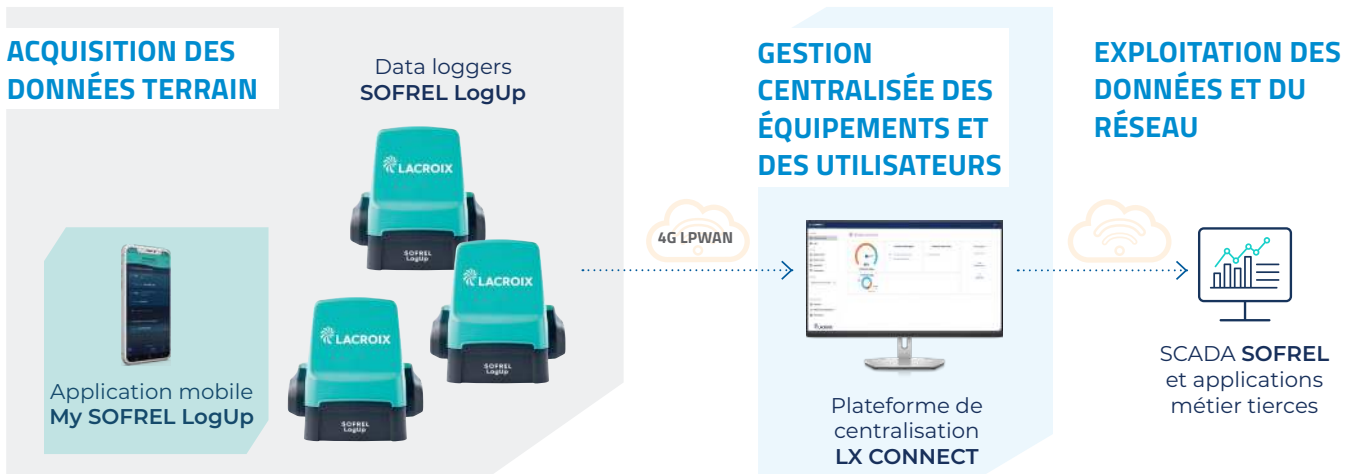 ACQUISITION DES
DONNÉES TERRAIN
Data loggers
SOFREL LogUp
LACROIX
SOFREL
LogUp
LACROIX
SOFREL
LogUp
LACROIX
SOFREL
LogUp
Application mobile
My SOFREL LogUp
4G LPWAN
GESTION
CENTRALISÉE DES
ÉQUIPEMENTS ET
DES UTILISATEURS
LACROIX
Plateforme de
centralisation
LX CONNECT
EXPLOITATION DES
DONNÉES ET DU
RÉSEAU
SCADA SOFREL
et applications
métier tierces